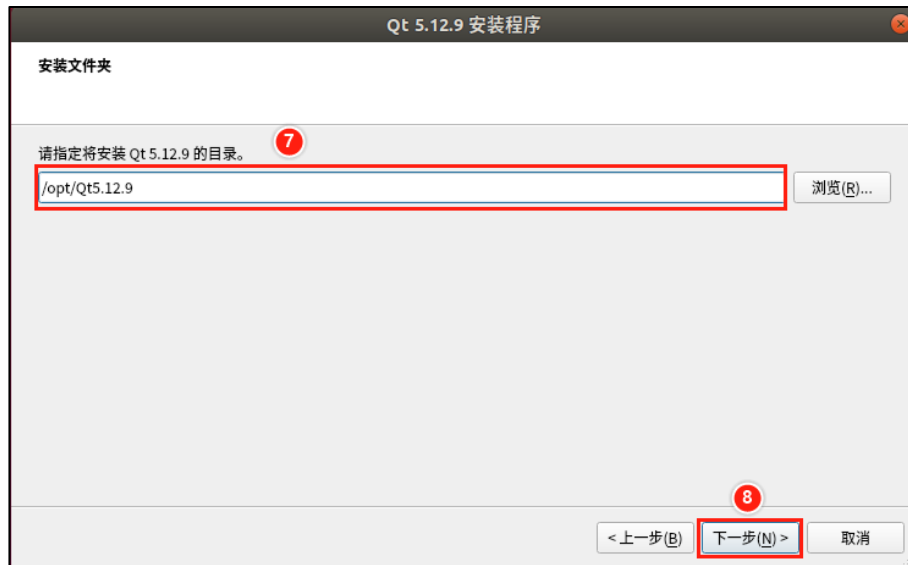 Qt 5.12.9 安装程序
安装文件夹
请指定将安装 Qt 5.12.9 的目录。
7
/opt/Qt5.12.9
浏览(R)...
8
<上一步(B)
下一步(N)>
取消